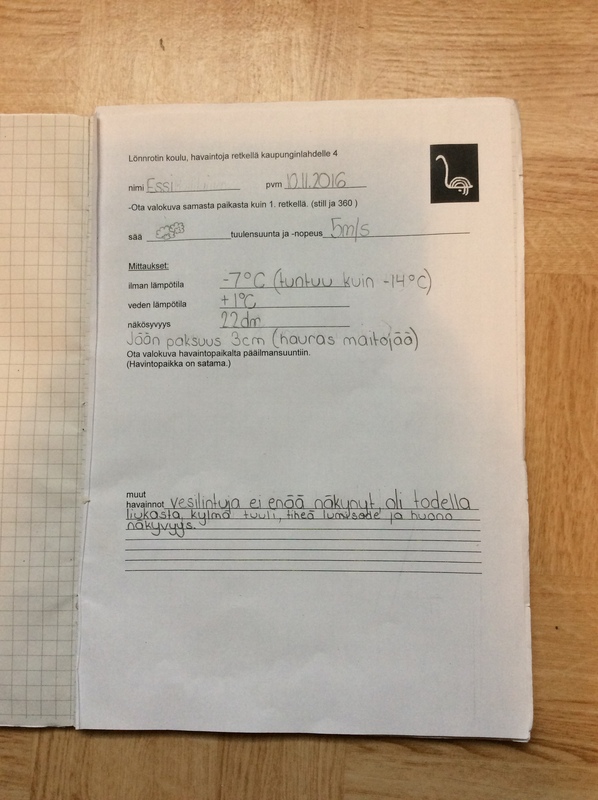 Lönnrotin koulu, havaintoja retkellä kaupunginlahdelle 4
nimi Essi pvm 10.11.2016
-Ota valokuva samasta paikasta kuin 1. retkellä. (still ja 360 )
sää tuulensuunta ja -nopeus 5m/s
Mittaukset:
ilman lämpötila -7°C (tuntuu kuin -14°C)
veden lämpötila +1°C
näkösyvyys 22dm
Jään paksuus 3cm (hauras maitojää)
Ota valokuva havaintopaikalta pääilmansuuntiin.
(Havintopaikka on satama.)
muut
havainnot vesilintuja ei enää näkynyt, oli todella
liukasta, kylmä tuuli, tiheä lumisade ja huono
näkyvyys.